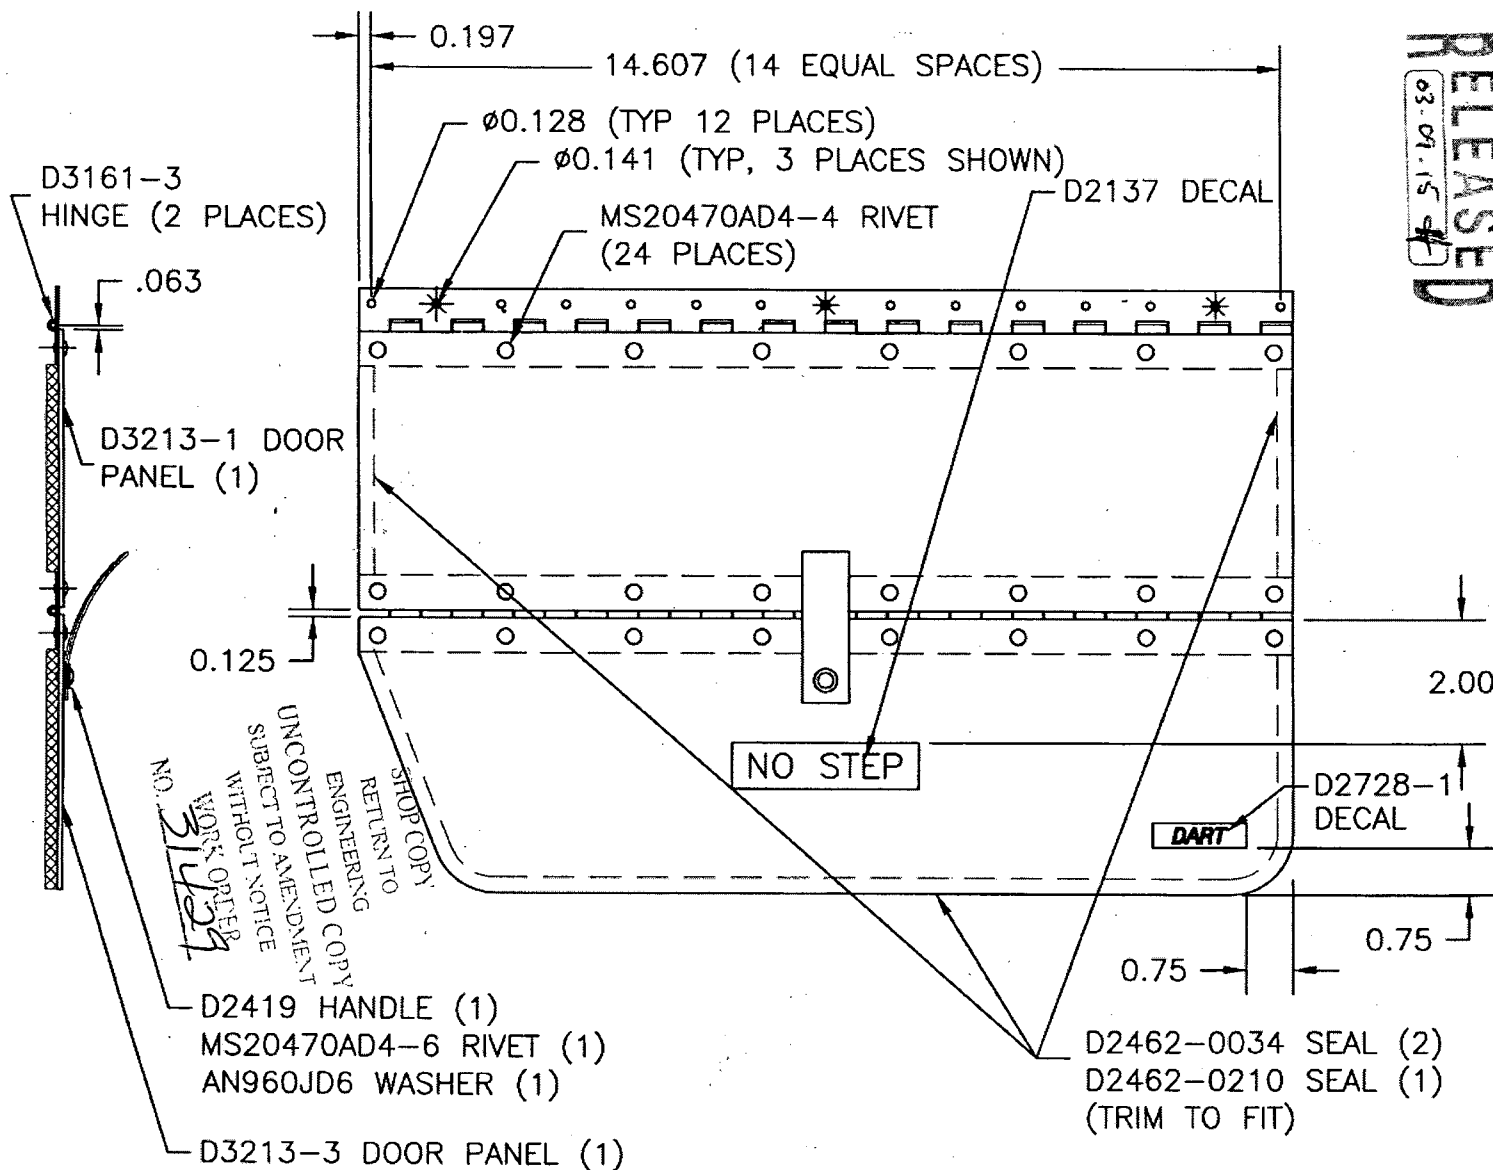 0.197
14.607 (14 EQUAL SPACES)
ø0.128 (TYP 12 PLACES)
ø0.141 (TYP, 3 PLACES SHOWN)
D3161-3
HINGE (2 PLACES)
D2137 DECAL
MS20470AD4-4 RIVET
(24 PLACES)
.063
RELEASED
03.09.15
D3213-1 DOOR
PANEL (1)
0.125
2.00
NO STEP
D2728-1
DECAL
DART
0.75
0.75
SHOP COPY
RETURN TO
ENGINEERING
UNCONTROLLED COPY
SUBJECT TO AMENDMENT
WITHOUT NOTICE
WORK ORDER
NO. 31429
D2419 HANDLE (1)
MS20470AD4-6 RIVET (1)
AN960JD6 WASHER (1)
D3213-3 DOOR PANEL (1)
D2462-0034 SEAL (2)
D2462-0210 SEAL (1)
(TRIM TO FIT)